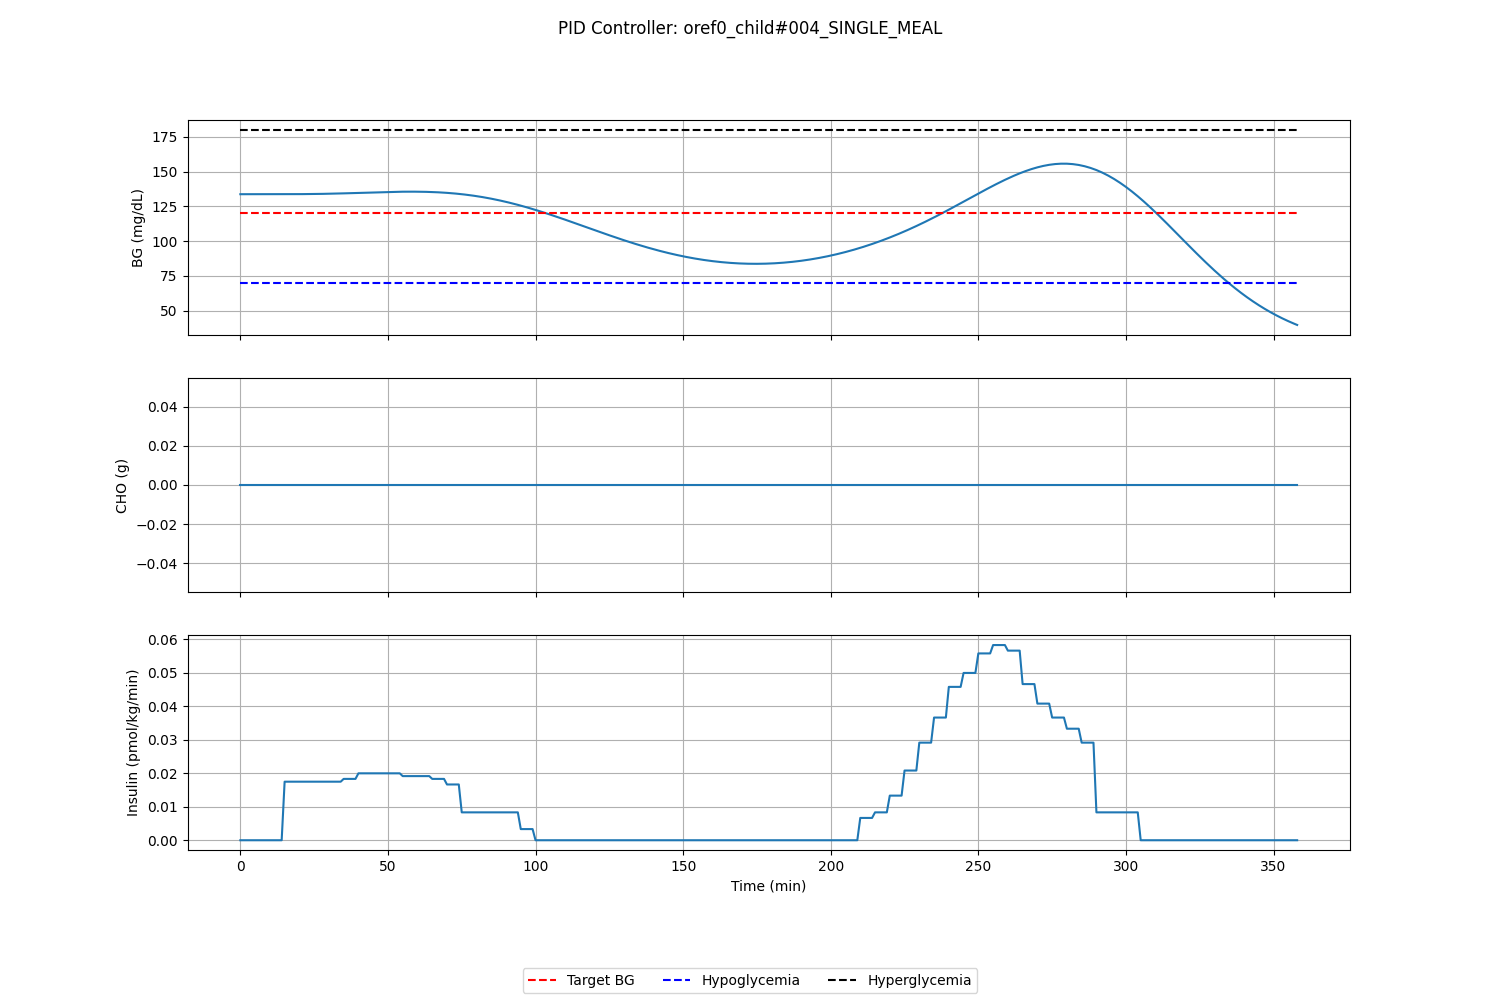 PID Controller: oref0_child#004_SINGLE_MEAL
175
150
125
100
75
50
BG (mg/dL)
0.04
0.02
0.00
−0.02
−0.04
CHO (g)
0.06
0.05
0.04
0.03
0.02
0.01
0.00
Insulin (pmol/kg/min)
0 50 100 150 200 250 300 350
Time (min)
Target BG Hypoglycemia Hyperglycemia